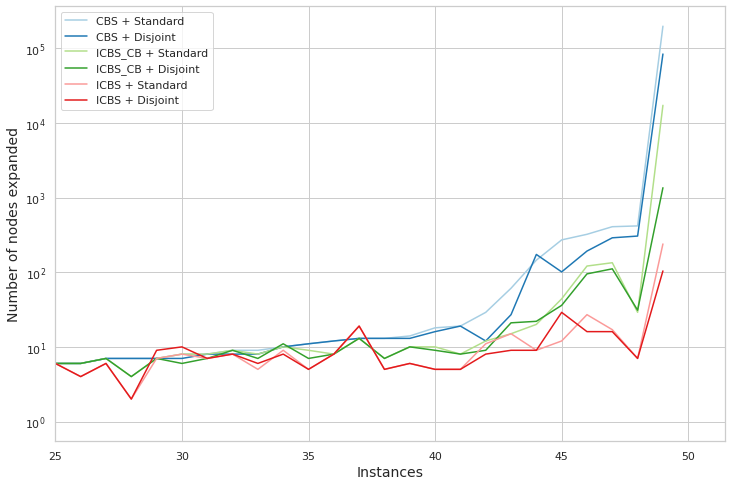 CBS + Standard
CBS + Disjoint
ICBS_CB + Standard
ICBS_CB + Disjoint
ICBS + Standard
ICBS + Disjoint
Number of nodes expanded
10^5
10^4
10^3
10^2
10^1
10^0
25 30 35 40 45 50
Instances